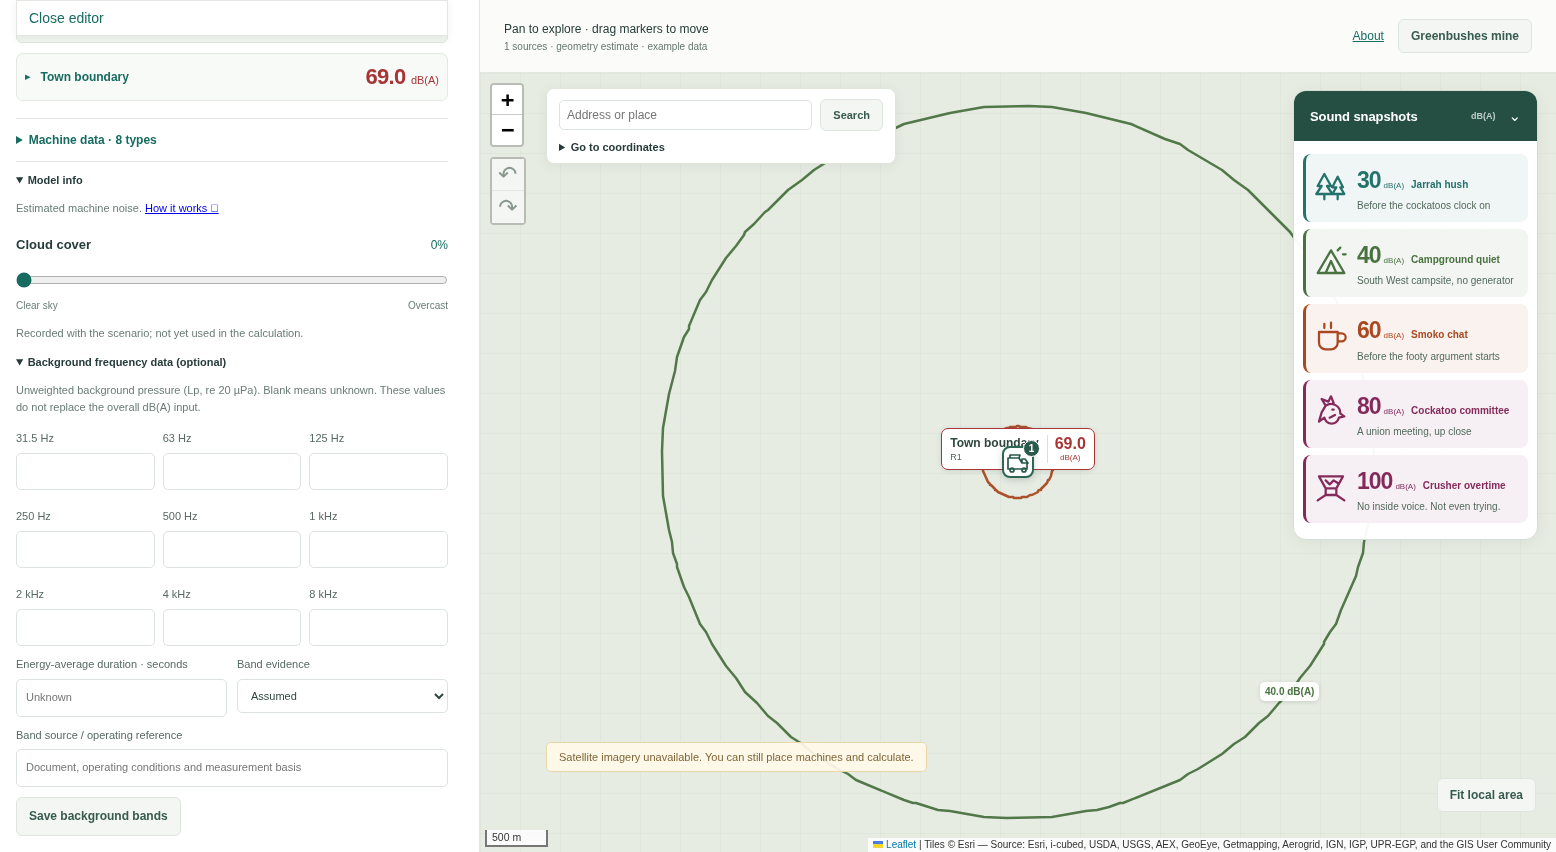 Close editor
Town boundary
69.0 dB(A)
Machine data · 8 types
Model info
Estimated machine noise. How it works
Cloud cover
0%
Clear sky
Overcast
Recorded with the scenario; not yet used in the calculation.
Background frequency data (optional)
Unweighted background pressure (Lp, re 20 µPa). Blank means unknown. These values
do not replace the overall dB(A) input.
31.5 Hz
63 Hz
125 Hz
250 Hz
500 Hz
1 kHz
2 kHz
4 kHz
8 kHz
Energy-average duration · seconds
Band evidence
Unknown
Assumed
Band source / operating reference
Document, operating conditions and measurement basis
Save background bands
Pan to explore · drag markers to move
1 sources · geometry estimate · example data
About
Greenbushes mine
+
−
Address or place
Search
Go to coordinates
Sound snapshots
dB(A)
30 dB(A) Jarrah hush
Before the cockatoos clock on
40 dB(A) Campground quiet
South West campsite, no generator
60 dB(A) Smoko chat
Before the footy argument starts
80 dB(A) Cockatoo committee
A union meeting, up close
100 dB(A) Crusher overtime
No inside voice. Not even trying.
Town boundary
R1
1
69.0
dB(A)
40.0 dB(A)
Satellite imagery unavailable. You can still place machines and calculate.
Fit local area
500 m
Leaflet | Tiles © Esri — Source: Esri, i-cubed, USDA, USGS, AEX, GeoEye, Getmapping, Aerogrid, IGN, IGP, UPR-EGP, and the GIS User Community